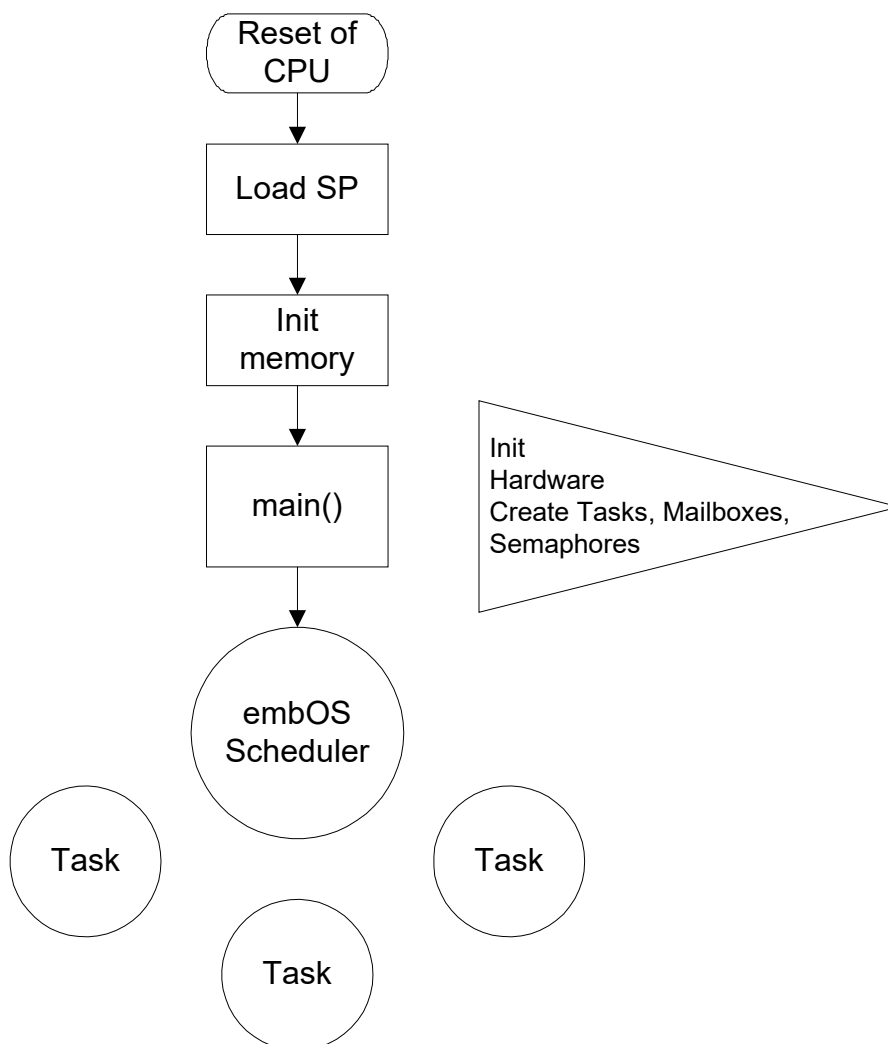 Reset of
CPU
Load SP
Init
memory
main()
Init
Hardware
Create Tasks, Mailboxes,
Semaphores
embOS
Scheduler
Task
Task
Task